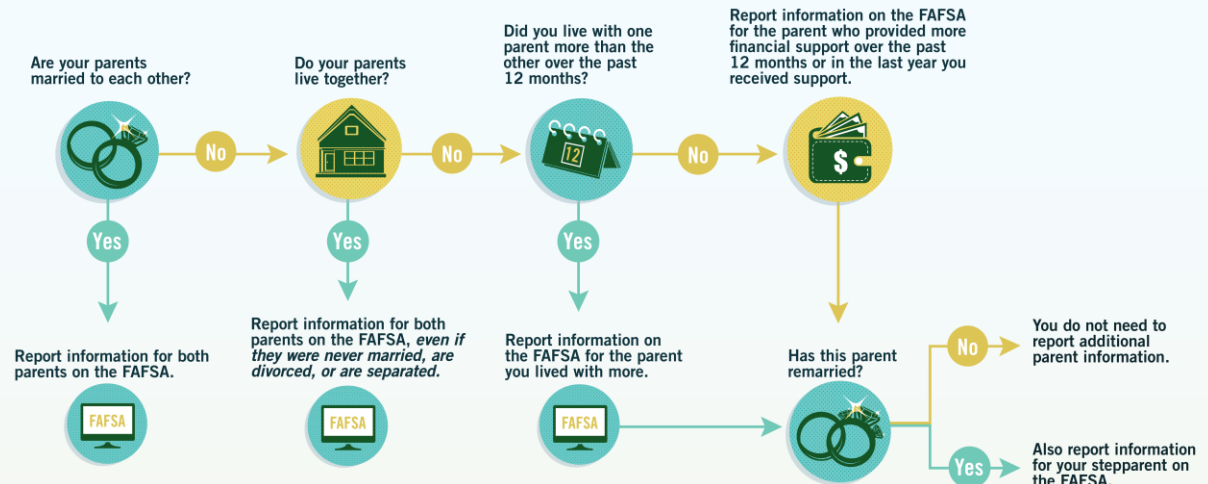 Are your parents
married to each other?
No
Do your parents
live together?
No
Did you live with one
parent more than the
other over the past
12 months?
12
No
Report information on the FAFSA
for the parent who provided more
financial support over the past
12 months or in the last year you
received support.
$
Yes
Yes
Yes
Report information for both
parents on the FAFSA.
FAFSA
Report information for both
parents on the FAFSA, even if
they were never married, are
divorced, or are separated.
FAFSA
Report information on
the FAFSA for the parent
you lived with more.
FAFSA
Has this parent
remarried?
No
You do not need to
report additional
parent information.
Yes
Also report information
for your stepparent on
the FAFSA.